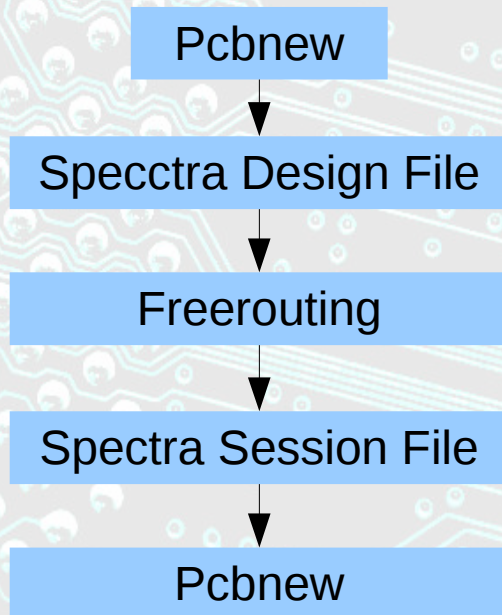 Pcbnew
Specctra Design File
Freerouting
Spectra Session File
Pcbnew